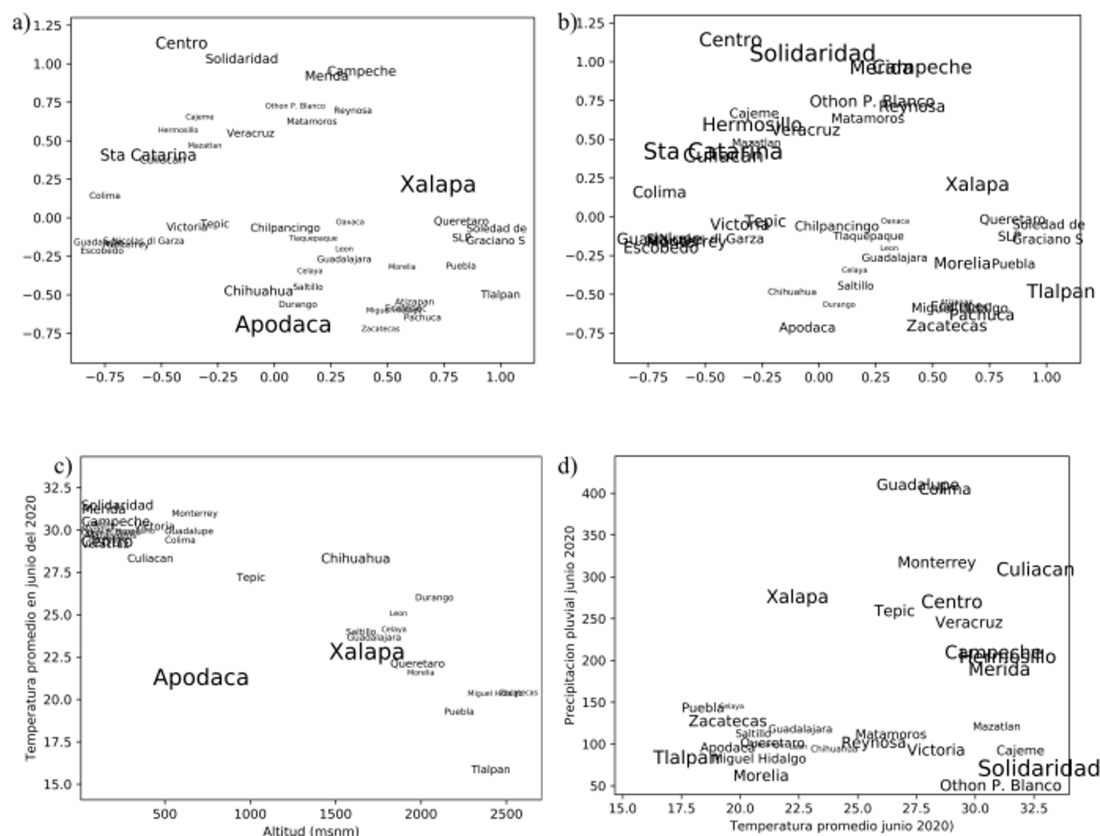 a)
1.25
1.00
0.75
0.50
0.25
0.00
−0.25
−0.50
−0.75
Centro
Solidaridad
Campeche
Merida
Othon P. Blanco
Reynosa
Cajeme
Matamoros
Hermosillo
Veracruz
Mazatlan
Sta Catarina
Culiacan
Xalapa
Colima
Victoria
Tepic
Chilpancingo
Oaxaca
Queretaro
Soledad de
Graciano S
SLP
Tlaquepaque
Escobedo
Leon
Guadalajara
Celaya
Morelia
Puebla
Saltillo
Chihuahua
Tlalpan
Durango
Atizapan
Pachuca
Apodaca
Zacatecas
−0.75 −0.50 −0.25 0.00 0.25 0.50 0.75 1.00
b)
1.25
1.00
0.75
0.50
0.25
0.00
−0.25
−0.50
−0.75
Centro
Solidaridad
Merida
Campeche
Othon P. Blanco
Reynosa
Cajeme
Matamoros
Hermosillo
Veracruz
Mazatlan
Sta Catarina
Culiacan
Xalapa
Colima
Victoria
Tepic
Chilpancingo
Oaxaca
Queretaro
Soledad de
Graciano S
SLP
Tlaquepaque
Monterrey
Escobedo
Leon
Guadalajara
Morelia
Puebla
Celaya
Saltillo
Chihuahua
Tlalpan
Durango
Miguel Hidalgo
Pachuca
Apodaca
Zacatecas
−0.75 −0.50 −0.25 0.00 0.25 0.50 0.75 1.00
c)
Temperatura promedio en junio del 2020
32.5
30.0
27.5
25.0
22.5
20.0
17.5
15.0
Solidaridad
Merida
Monterrey
Campeche
Victoria
Guadalupe
Colima
Centro
Veracruz
Culiacan
Chihuahua
Tepic
Durango
Leon
Saltillo
Celaya
Guadalajara
Xalapa
Queretaro
Morelia
Apodaca
Miguel Hidalgo
Zacatecas
Puebla
Tlalpan
500 1000 1500 2000 2500
Altitud (msnm)
d)
Precipitacion pluvial junio 2020
400
350
300
250
200
150
100
50
Guadalupe
Colima
Monterrey
Culiacan
Xalapa
Centro
Tepic
Veracruz
Campeche
Hermosillo
Merida
Puebla
Celaya
Zacatecas
Mazatlan
Guadalajara
Saltillo
Matamoros
Queretaro
Reynosa
Apodaca
Leon
Chihuahua
Victoria
Cajeme
Tlalpan
Miguel Hidalgo
Solidaridad
Morelia
Othon P. Blanco
15.0 17.5 20.0 22.5 25.0 27.5 30.0 32.5
Temperatura promedio junio 2020)